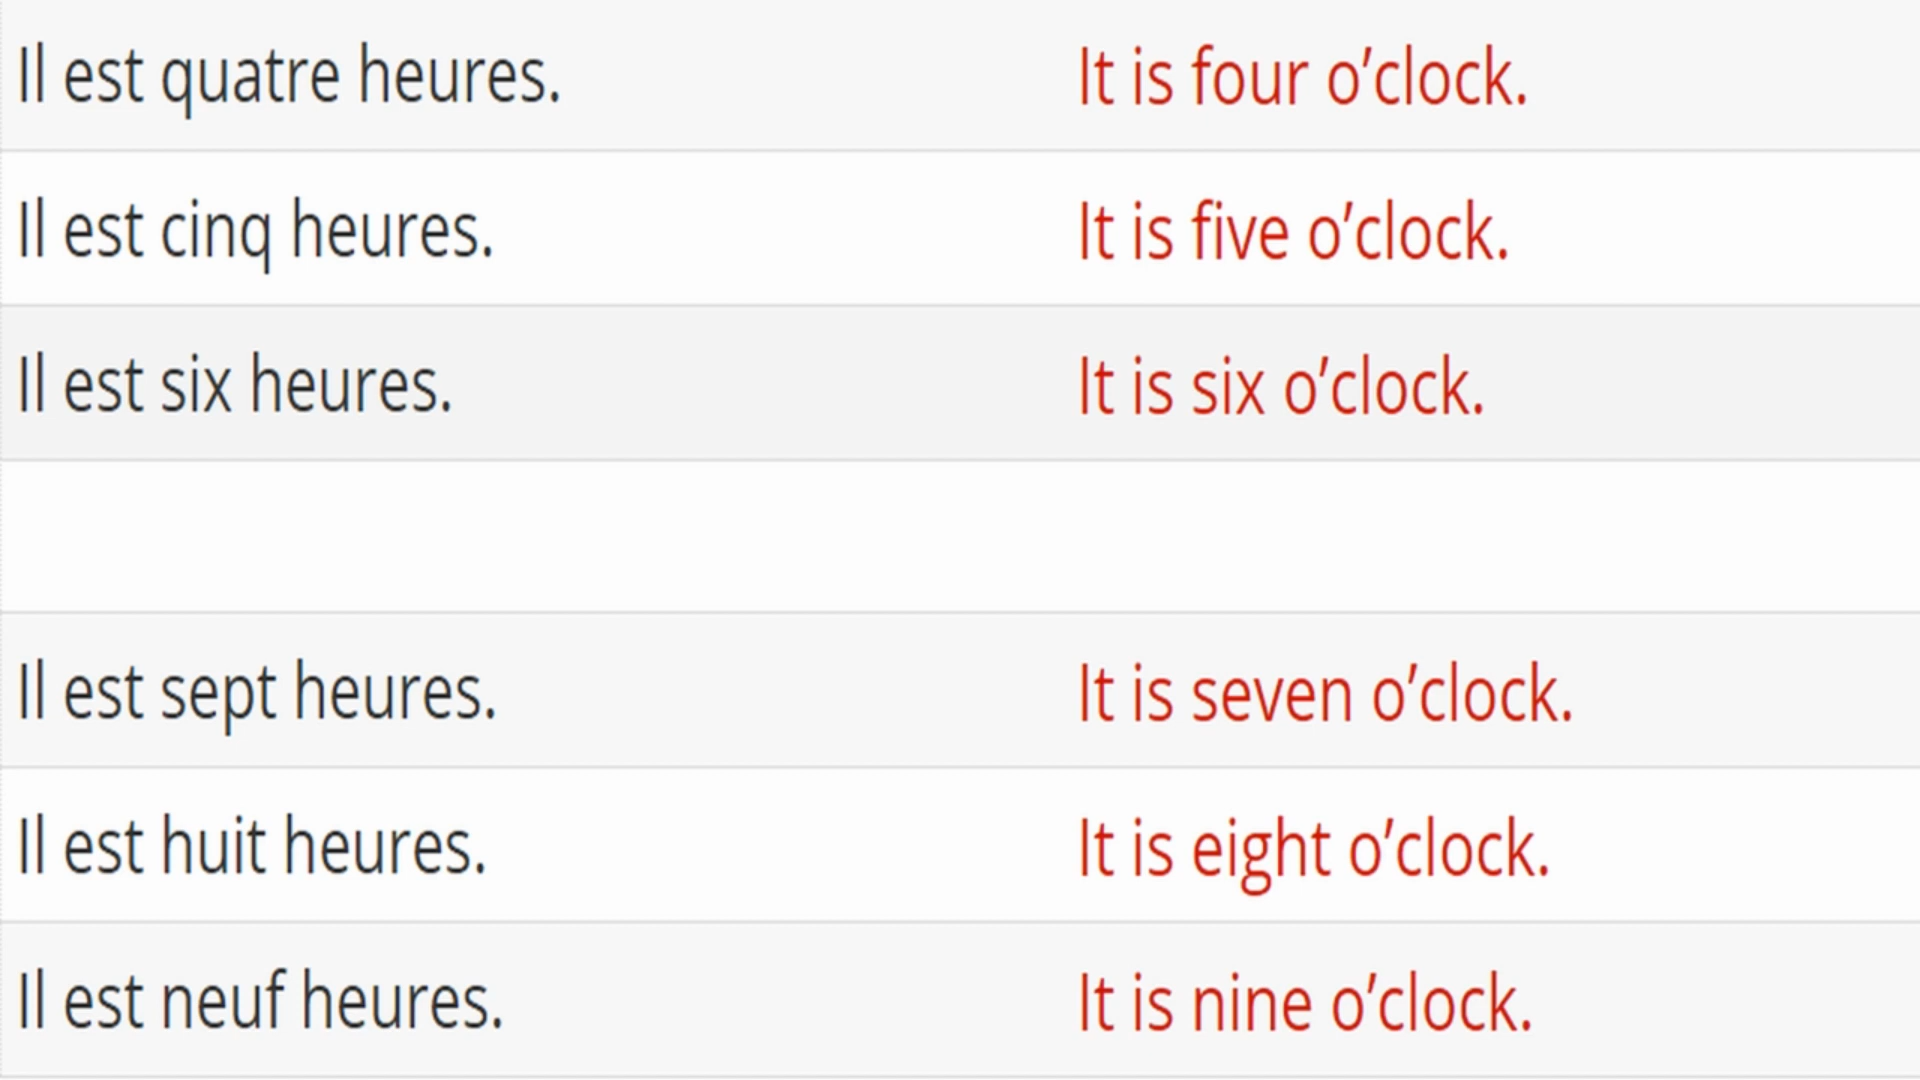 Il est quatre heures. It is four o’clock.
Il est cinq heures. It is five o’clock.
Il est six heures. It is six o’clock.
Il est sept heures. It is seven o’clock.
Il est huit heures. It is eight o’clock.
Il est neuf heures. It is nine o’clock.